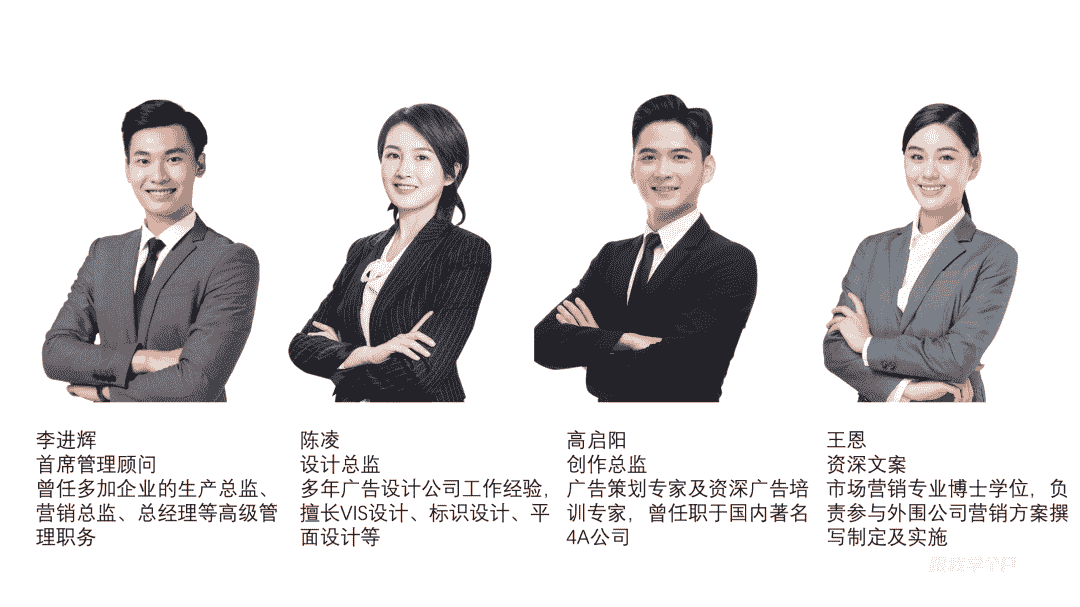 李进辉
首席管理顾问
曾任多加企业的生产总监、
营销总监、总经理等高级管
理职务
陈凌
设计总监
多年广告设计公司工作经验，
擅长VIS设计、标识设计、平
面设计等
高启阳
创作总监
广告策划专家及资深广告培
训专家，曾任职于国内著名
4A公司
王恩
资深文案
市场营销专业博士学位，负
责参与外围公司营销方案撰
写制定及实施